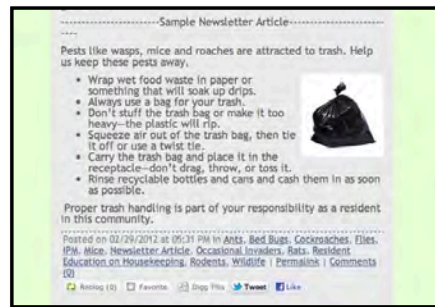 -----------------------Sample Newsletter Article----------------------
----
Pests like wasps, mice and roaches are attracted to trash. Help
us keep these pests away.
• Wrap wet food waste in paper or
something that will soak up drips.
• Always use a bag for your trash.
• Don't stuff the trash bag or make it too
heavy—the plastic will rip.
• Squeeze air out of the trash bag, then tie
it off or use a twist tie.
• Carry the trash bag and place it in the
receptacle—don't drag, throw, or toss it.
• Rinse recyclable bottles and cans and cash them in as soon
as possible.
Proper trash handling is part of your responsibility as a resident
in this community.
Posted on 02/29/2012 at 05:31 PM in Ants, Bed Bugs, Cockroaches, Flies,
IPM, Mice, Newsletter Article, Occasional Invaders, Rats, Resident
Education on Housekeeping, Rodents, Wildlife | Permalink | Comments
(0)
Reblog (0) Favorite Digg This Tweet Like